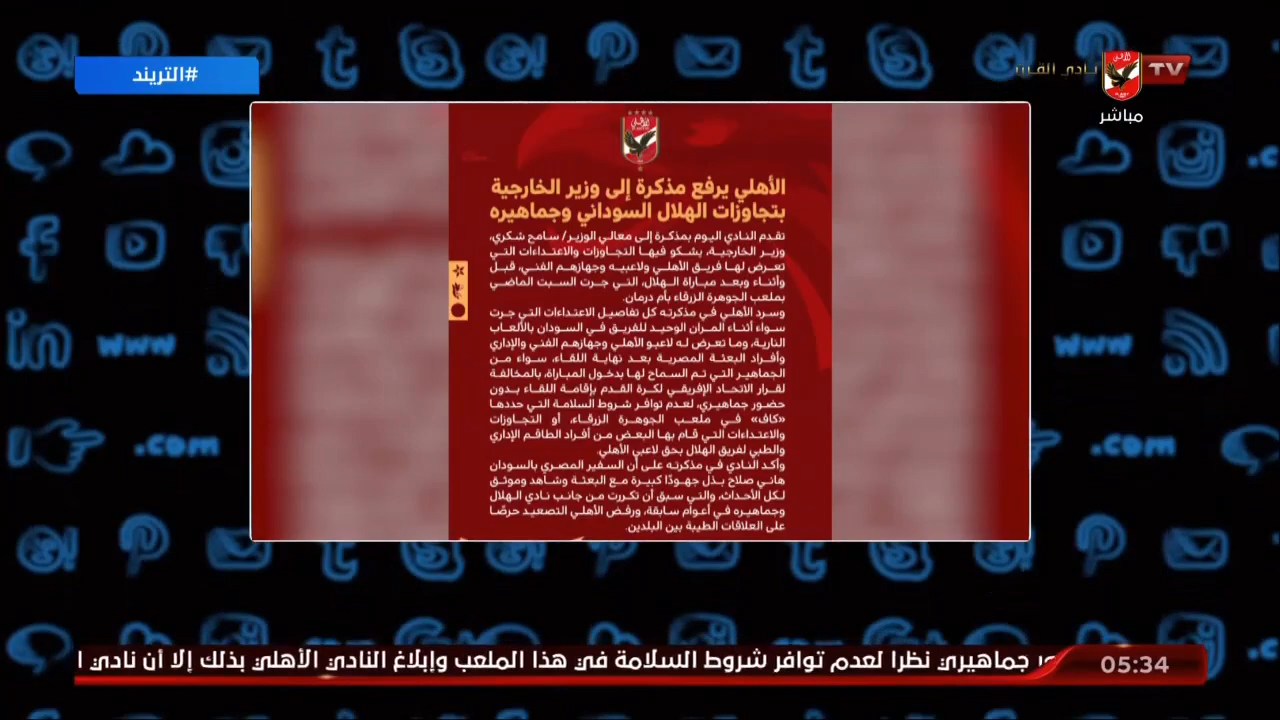 #التريند
نادي القرن
TV
مباشر
الأهلي يرفع مذكرة إلى وزير الخارجية
بتجاوزات الهلال السوداني وجماهيره
تقدم النادي اليوم بمذكرة إلى معالي الوزير/ سامح شكري،
وزير الخارجية، يشكو فيها التجاوزات والاعتداءات التي
تعرض لها فريق الأهلي ولاعبيه وجهازهم الفني، قبل
وأثناء وبعد مباراة الهلال، التي جرت السبت الماضي
بملعب الجوهرة الزرقاء بأم درمان.
وسرد الأهلي في مذكرته كل تفاصيل الاعتداءات التي جرت
سواء أثناء المران الوحيد للفريق في السودان بالألعاب
النارية، وما تعرض له لاعبو الأهلي وجهازهم الفني والإداري
وأفراد البعثة المصرية بعد نهاية اللقاء، سواء من
الجماهير التي تم السماح لها بدخول المباراة، بالمخالفة
لقرار الاتحاد الإفريقي لكرة القدم بإقامة اللقاء بدون
حضور جماهيري، لعدم توافر شروط السلامة التي حددها
«كاف» في ملعب الجوهرة الزرقاء، أو التجاوزات
والاعتداءات التي قام بها البعض من أفراد الطاقم الإداري
والطبي لفريق الهلال بحق لاعبي الأهلي.
وأكد النادي في مذكرته على أن السفير المصري بالسودان
هاني صلاح بذل جهودًا كبيرة مع البعثة وشاهد وموثق
لكل الأحداث، والتي سبق أن تكررت من جانب نادي الهلال
وجماهيره في أعوام سابقة، ورفض الأهلي التصعيد حرصًا
على العلاقات الطيبة بين البلدين.
www
www
.com
.com
ور جماهيري نظرا لعدم توافر شروط السلامة في هذا الملعب وإبلاغ النادي الأهلي بذلك إلا أن نادي ا
05:34